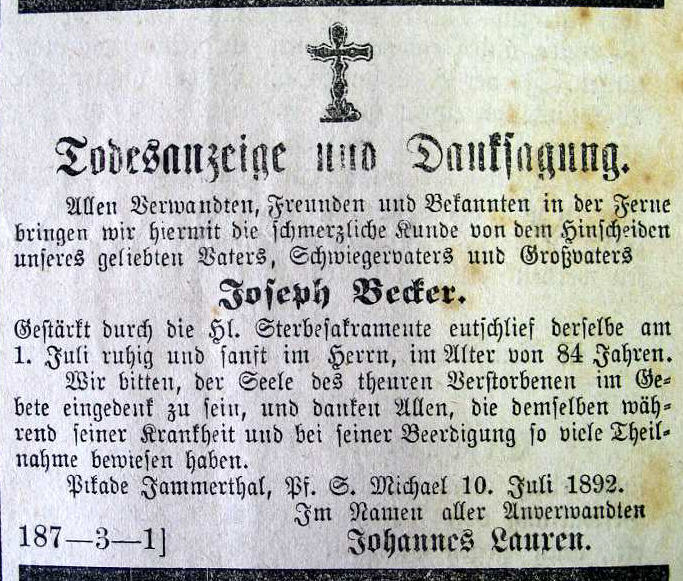 Todesanzeige und Danksagung.
Allen Verwandten, Freunden und Bekannten in der Ferne
bringen wir hiermit die schmerzliche Kunde von dem Hinscheiden
unseres geliebten Vaters, Schwiegervaters und Großvaters
Joseph Becker.
Gestärkt durch die Hl. Sterbesakramente entschlief derselbe am
1. Juli ruhig und sanft im Herrn, im Alter von 84 Jahren.
Wir bitten, der Seele des theuren Verstorbenen im Ge-
bete eingedenk zu sein, und danken Allen, die demselben wäh-
rend seiner Krankheit und bei seiner Beerdigung so viele Theil-
nahme bewiesen haben.
Pikade Jammerthal, Pf. S. Michael 10. Juli 1892.
Im Namen aller Anverwandten
187—3—1] Johannes Lauxen.